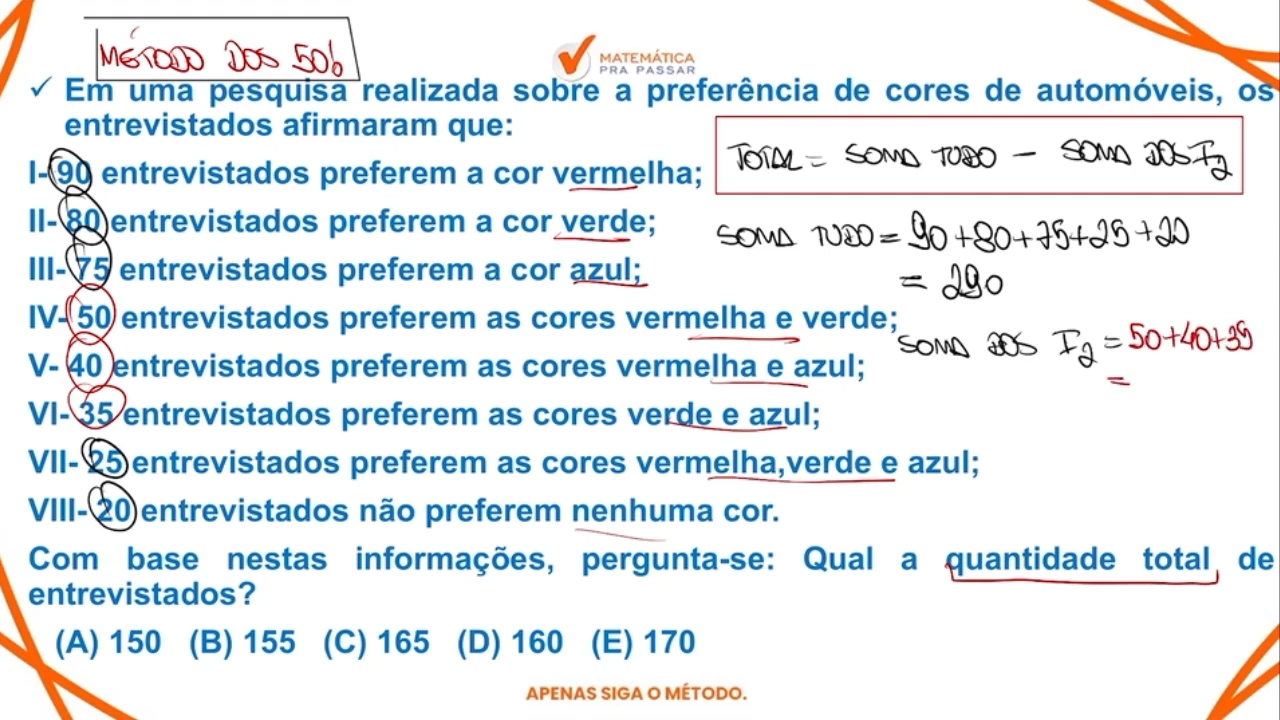 MÉTODO DOS 50%
MATEMÁTICA
PRA PASSAR
✓ Em uma pesquisa realizada sobre a preferência de cores de automóveis, os
entrevistados afirmaram que:
TOTAL = SOMA TUDO - SOMA DOS I2
I- 90 entrevistados preferem a cor vermelha;
II- 80 entrevistados preferem a cor verde;
SOMA TUDO = 90+80+75+25+20
III- 75 entrevistados preferem a cor azul;
= 290
IV- 50 entrevistados preferem as cores vermelha e verde;
SOMA DOS I2 = 50+40+35
V- 40 entrevistados preferem as cores vermelha e azul;
=
VI- 35 entrevistados preferem as cores verde e azul;
VII- 25 entrevistados preferem as cores vermelha,verde e azul;
VIII- 20 entrevistados não preferem nenhuma cor.
Com base nestas informações, pergunta-se: Qual a quantidade total de
entrevistados?
(A) 150 (B) 155 (C) 165 (D) 160 (E) 170
APENAS SIGA O MÉTODO.